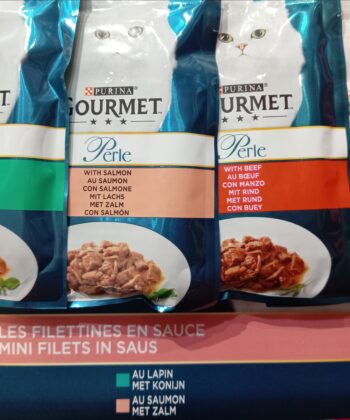 PURINA
GOURMET
Perle
WITH SALMON
AU SAUMON
CON SALMONE
MIT LACHS
MET ZALM
CON SALMÓN
PURINA
URMET
Perle
WITH BEEF
AU BŒUF
CON MANZO
MIT RIND
MET RUND
CON BUEY
ET
LES FILETTINES EN SAUCE
MINI FILETS IN SAUS
AU LAPIN
MET KONIJN
AU SAUMON
MET ZALM